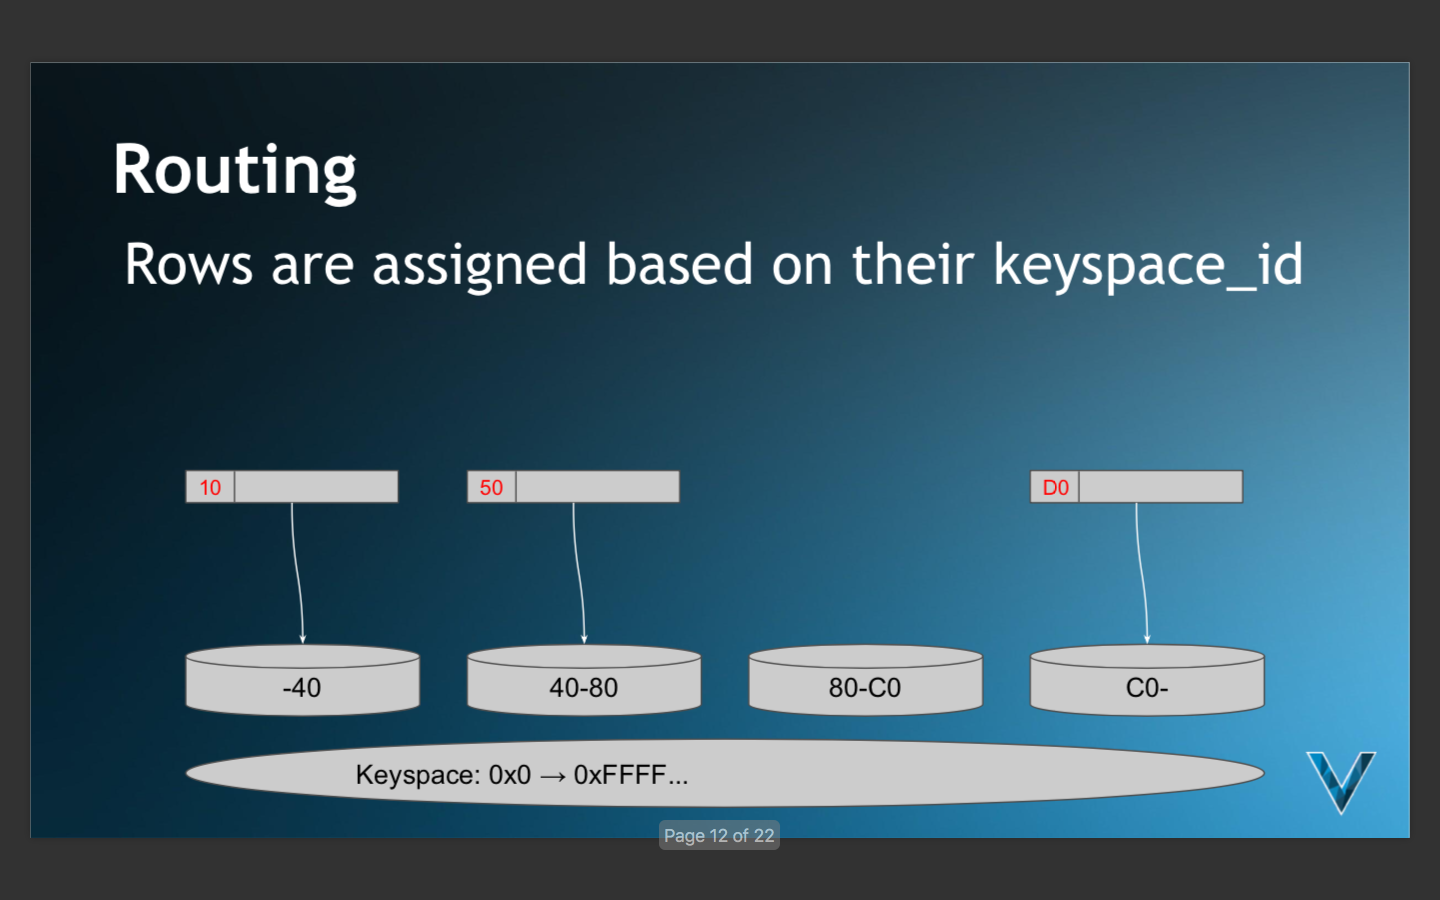 Routing
Rows are assigned based on their keyspace_id
10
50
D0
-40
40-80
80-C0
C0-
Keyspace: 0x0 → 0xFFFF...
Page 12 of 22